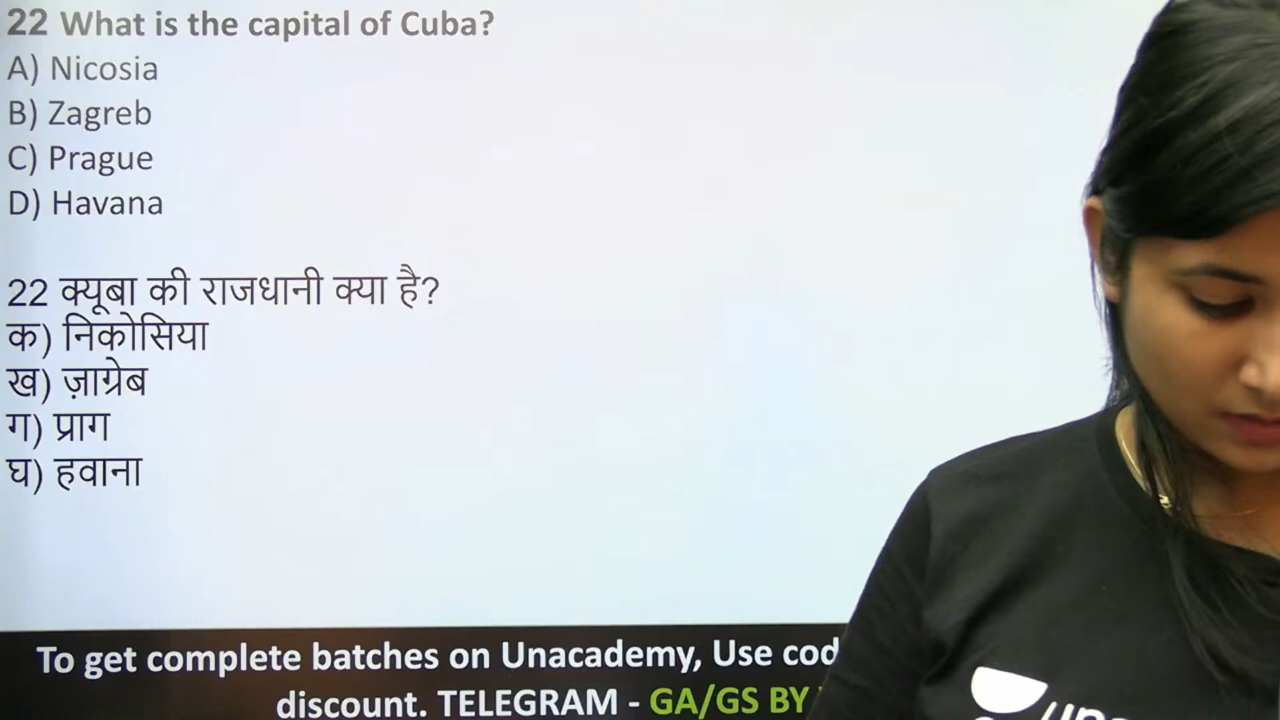 22 What is the capital of Cuba?
A) Nicosia
B) Zagreb
C) Prague
D) Havana
22 क्यूबा की राजधानी क्या है?
क) निकोसिया
ख) ज़ाग्रेब
ग) प्राग
घ) हवाना
To get complete batches on Unacademy, Use
discount. TELEGRAM - GA/GS BY